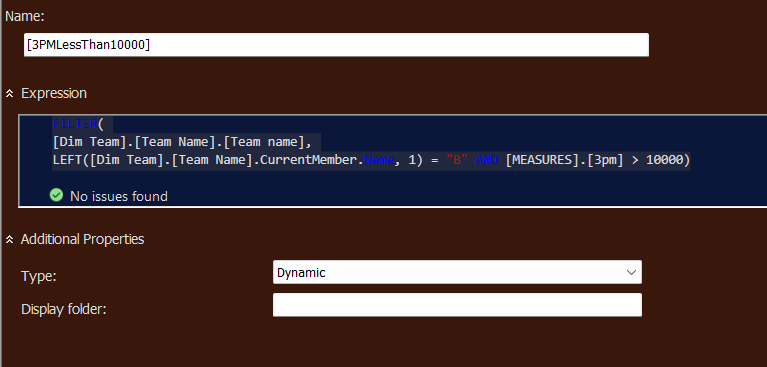 Name:
[3PMLessThan10000]
Expression
FILTER(
[Dim Team].[Team Name].[Team name],
LEFT([Dim Team].[Team Name].CurrentMember.Name, 1) = "B" AND [MEASURES].[3pm] > 10000)
No issues found
Additional Properties
Type:
Dynamic
Display folder: